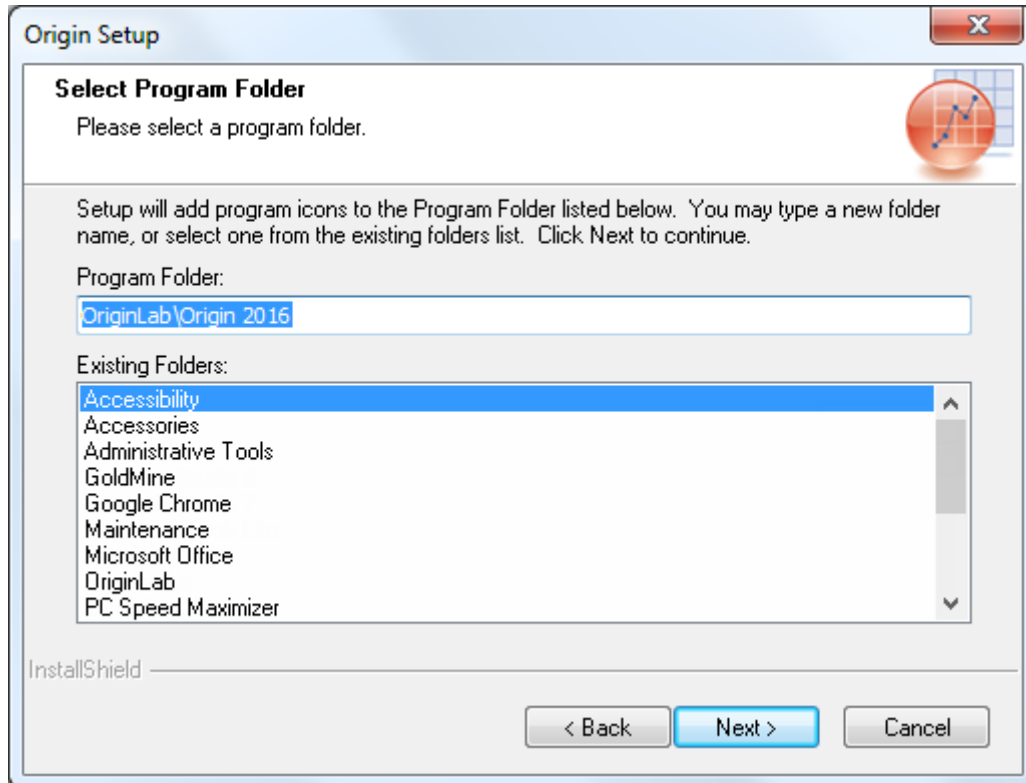 Origin Setup
Select Program Folder
Please select a program folder.
Setup will add program icons to the Program Folder listed below.  You may type a new folder
name, or select one from the existing folders list.  Click Next to continue.
Program Folder:
OriginLab\Origin 2016
Existing Folders:
Accessibility
Accessories
Administrative Tools
GoldMine
Google Chrome
Maintenance
Microsoft Office
OriginLab
PC Speed Maximizer
InstallShield
< Back
Next >
Cancel